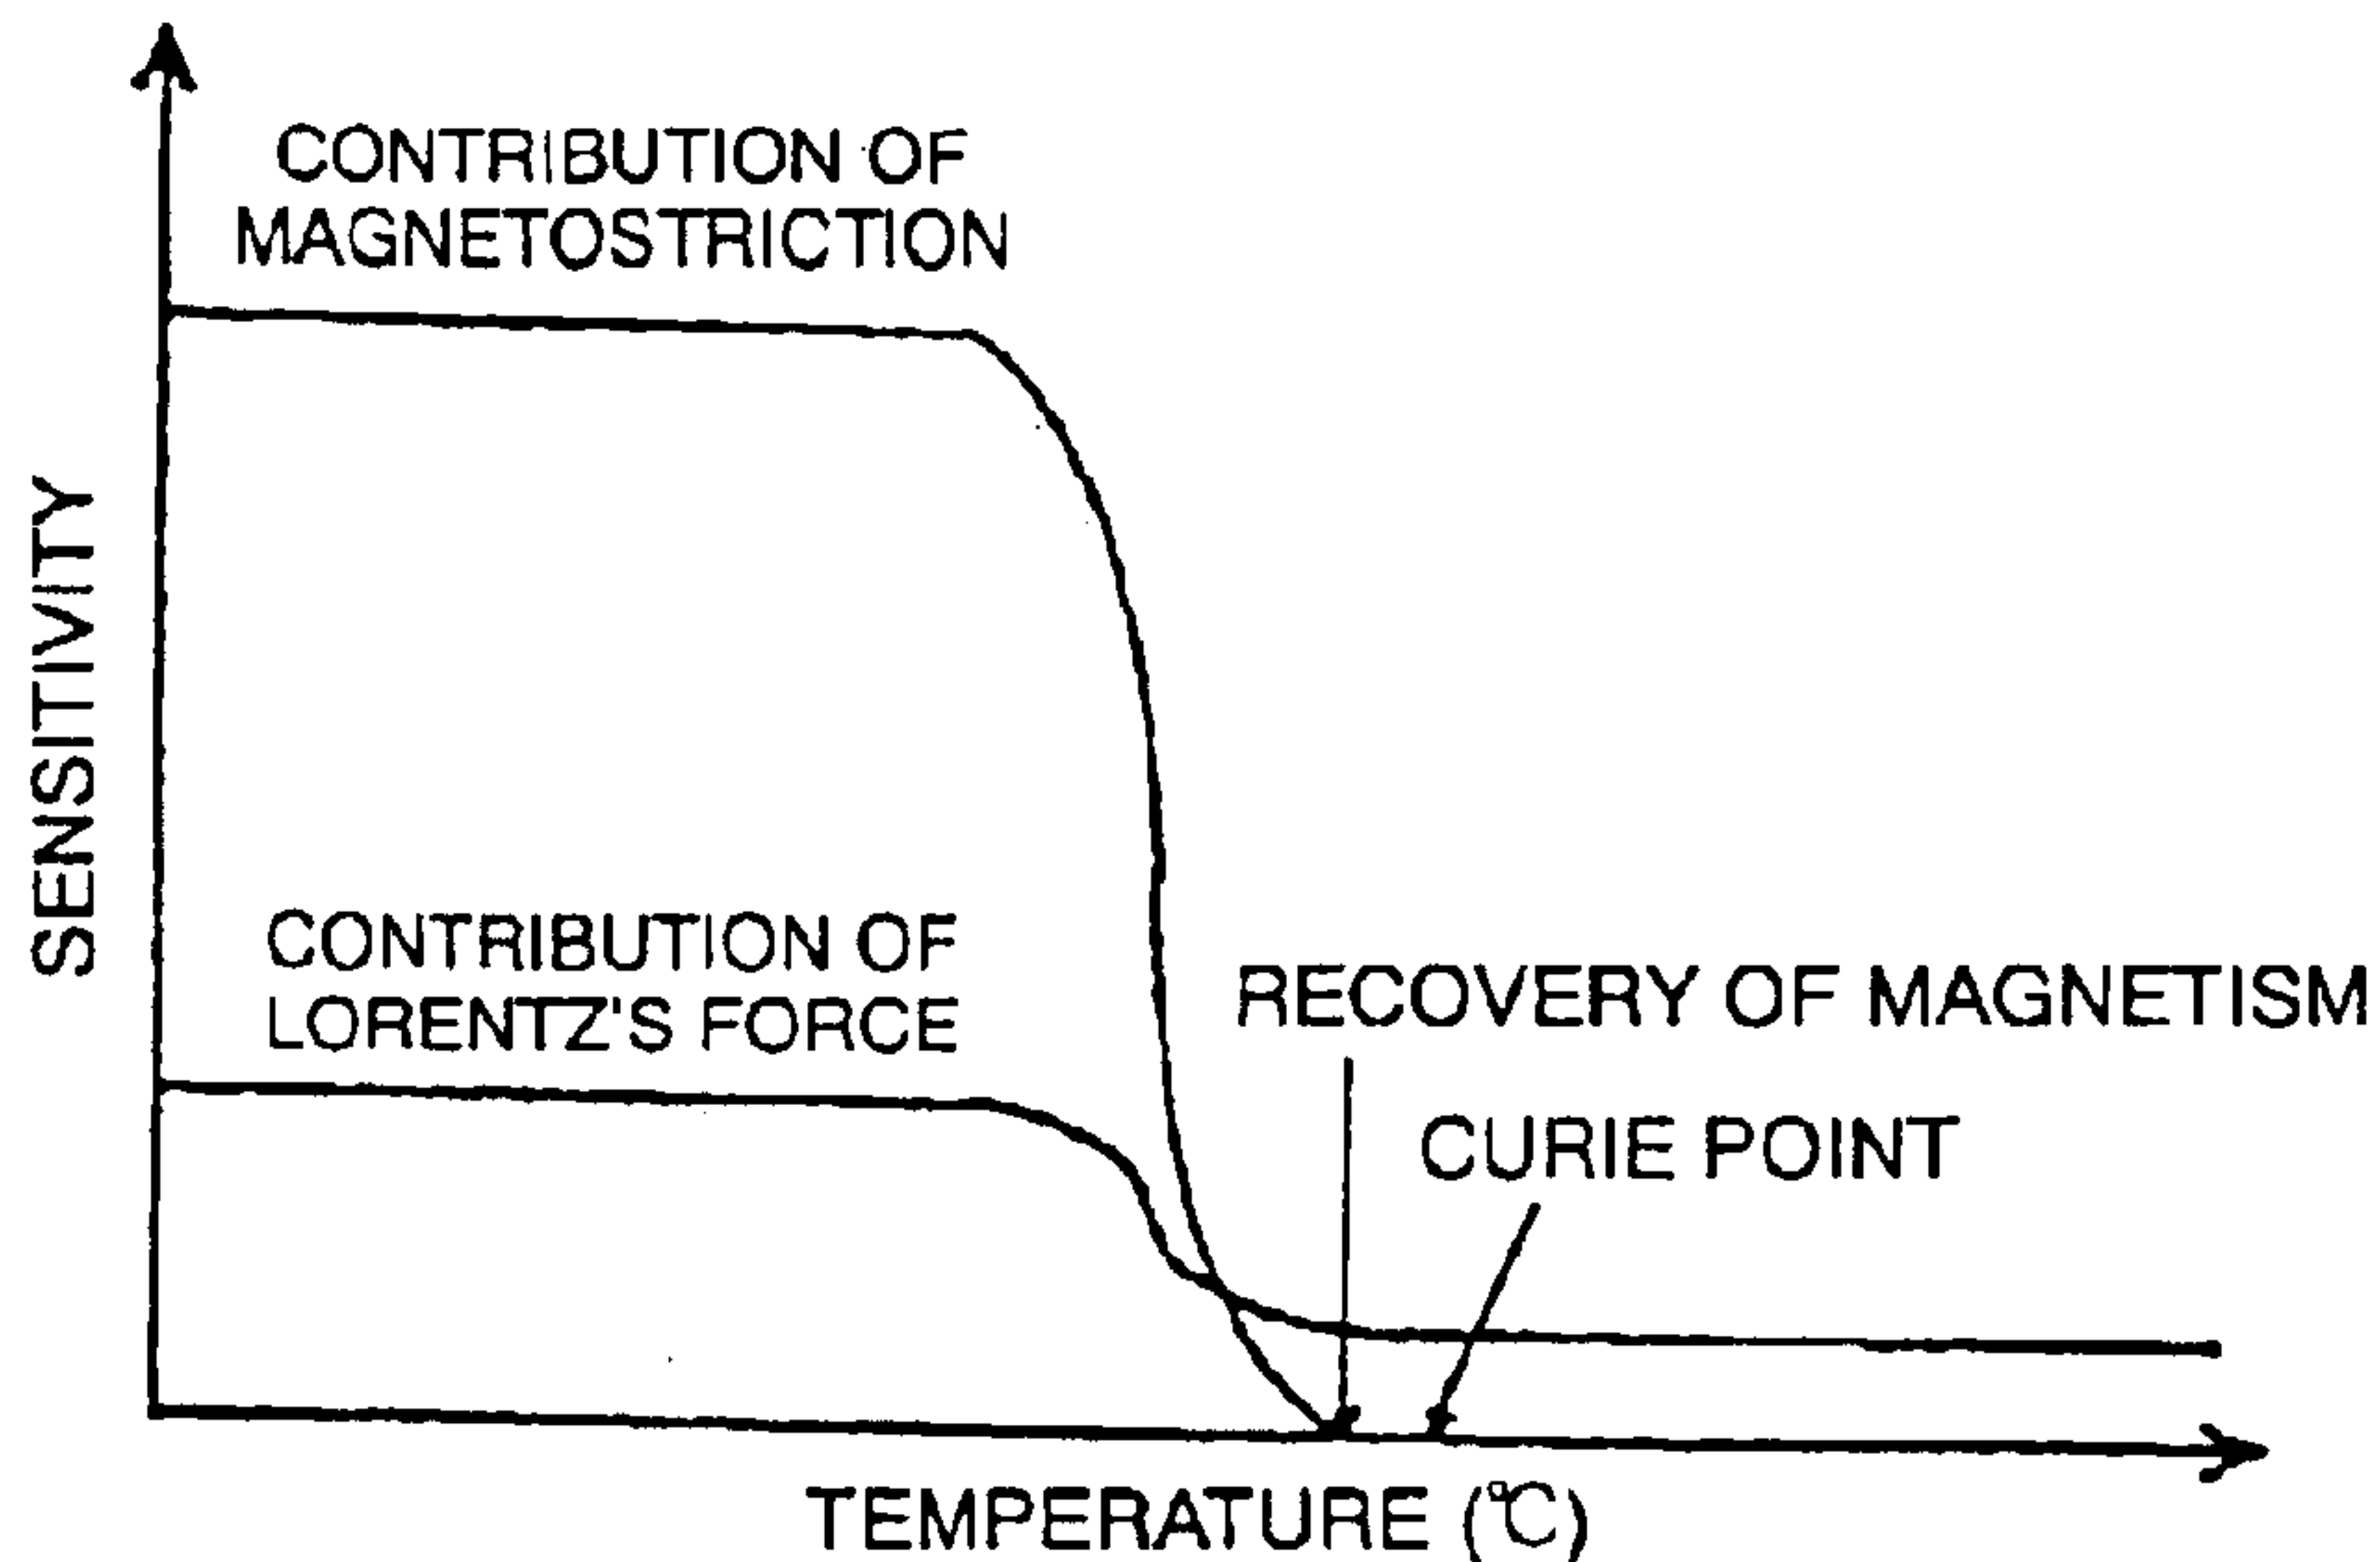 CONTRIBUTION OF
MAGNETOSTRICTION
SENSITIVITY
CONTRIBUTION OF
LORENTZ'S FORCE
RECOVERY OF MAGNETISM
CURIE POINT
TEMPERATURE (℃)